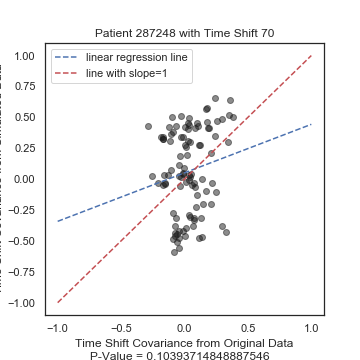 Patient 287248 with Time Shift 70
linear regression line
line with slope=1
1.00
0.75
0.50
0.25
0.00
−0.25
−0.50
−0.75
−1.00
−1.0
−0.5
0.0
0.5
1.0
Time Shift Covariance from Original Data
P-Value = 0.10393714848887546